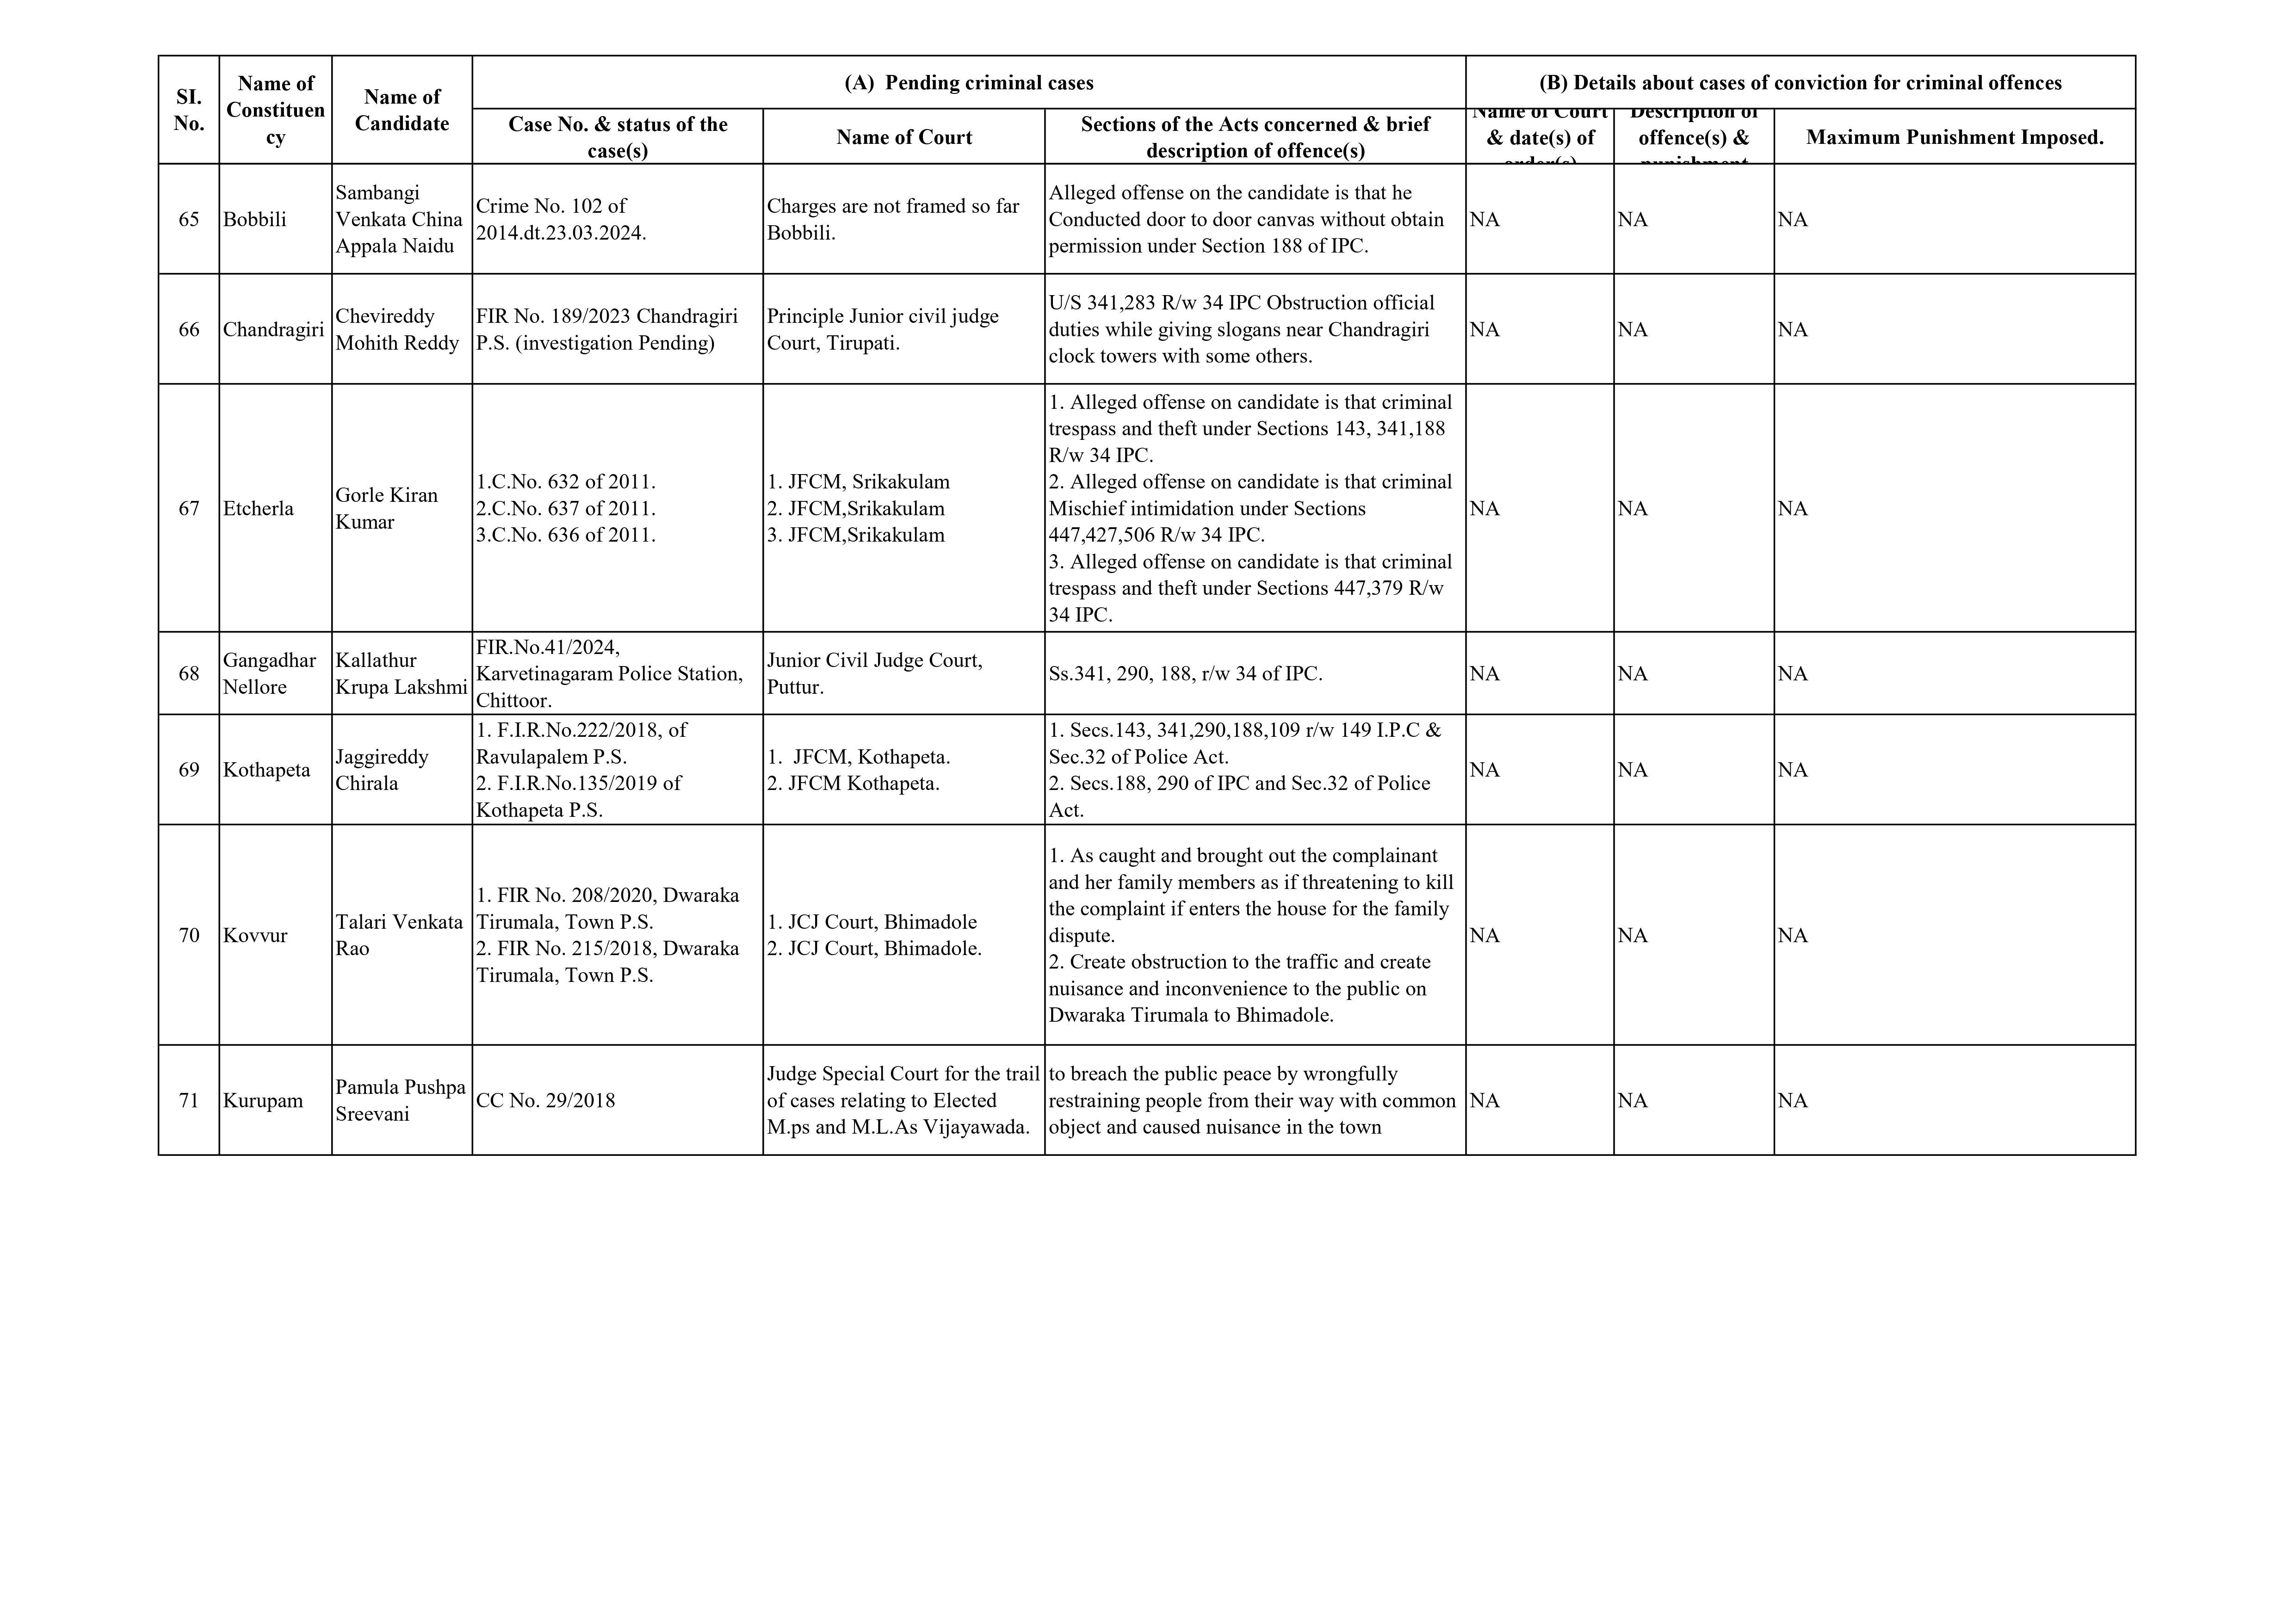 SI.
No.
Name of
Constituen
cy
Name of
Candidate
(A)  Pending criminal cases
(B) Details about cases of conviction for criminal offences
Case No. & status of the
case(s)
Name of Court
Sections of the Acts concerned & brief
description of offence(s)
Name of Court
& date(s) of
order(s)
Description of
offence(s) &
punishment
Maximum Punishment Imposed.
65
Bobbili
Sambangi
Venkata China
Appala Naidu
Crime No. 102 of
2014.dt.23.03.2024.
Charges are not framed so far
Bobbili.
Alleged offense on the candidate is that he
Conducted door to door canvas without obtain
permission under Section 188 of IPC.
NA
NA
NA
66
Chandragiri
Chevireddy
Mohith Reddy
FIR No. 189/2023 Chandragiri
P.S. (investigation Pending)
Principle Junior civil judge
Court, Tirupati.
U/S 341,283 R/w 34 IPC Obstruction official
duties while giving slogans near Chandragiri
clock towers with some others.
NA
NA
NA
67
Etcherla
Gorle Kiran
Kumar
1.C.No. 632 of 2011.
2.C.No. 637 of 2011.
3.C.No. 636 of 2011.
1. JFCM, Srikakulam
2. JFCM,Srikakulam
3. JFCM,Srikakulam
1. Alleged offense on candidate is that criminal
trespass and theft under Sections 143, 341,188
R/w 34 IPC.
2. Alleged offense on candidate is that criminal
Mischief intimidation under Sections
447,427,506 R/w 34 IPC.
3. Alleged offense on candidate is that criminal
trespass and theft under Sections 447,379 R/w
34 IPC.
NA
NA
NA
68
Gangadhar
Nellore
Kallathur
Krupa Lakshmi
FIR.No.41/2024,
Karvetinagaram Police Station,
Chittoor.
Junior Civil Judge Court,
Puttur.
Ss.341, 290, 188, r/w 34 of IPC.
NA
NA
NA
69
Kothapeta
Jaggireddy
Chirala
1. F.I.R.No.222/2018, of
Ravulapalem P.S.
2. F.I.R.No.135/2019 of
Kothapeta P.S.
1.  JFCM, Kothapeta.
2. JFCM Kothapeta.
1. Secs.143, 341,290,188,109 r/w 149 I.P.C &
Sec.32 of Police Act.
2. Secs.188, 290 of IPC and Sec.32 of Police
Act.
NA
NA
NA
70
Kovvur
Talari Venkata
Rao
1. FIR No. 208/2020, Dwaraka
Tirumala, Town P.S.
2. FIR No. 215/2018, Dwaraka
Tirumala, Town P.S.
1. JCJ Court, Bhimadole
2. JCJ Court, Bhimadole.
1. As caught and brought out the complainant
and her family members as if threatening to kill
the complaint if enters the house for the family
dispute.
2. Create obstruction to the traffic and create
nuisance and inconvenience to the public on
Dwaraka Tirumala to Bhimadole.
NA
NA
NA
71
Kurupam
Pamula Pushpa
Sreevani
CC No. 29/2018
Judge Special Court for the trail
of cases relating to Elected
M.ps and M.L.As Vijayawada.
to breach the public peace by wrongfully
restraining people from their way with common
object and caused nuisance in the town
NA
NA
NA